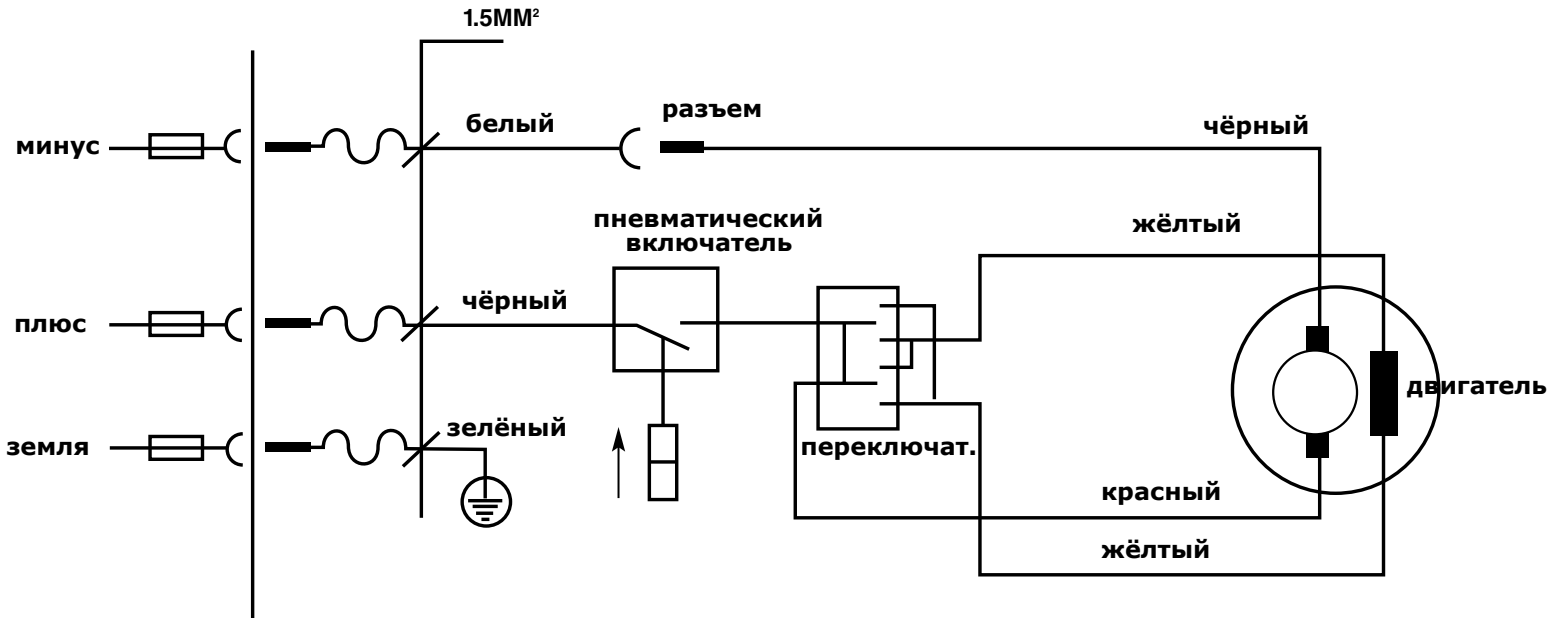 1.5MM²
белый
разъем
чёрный
минус
пневматический
включатель
жёлтый
плюс
чёрный
двигатель
земля
зелёный
переключат.
красный
жёлтый